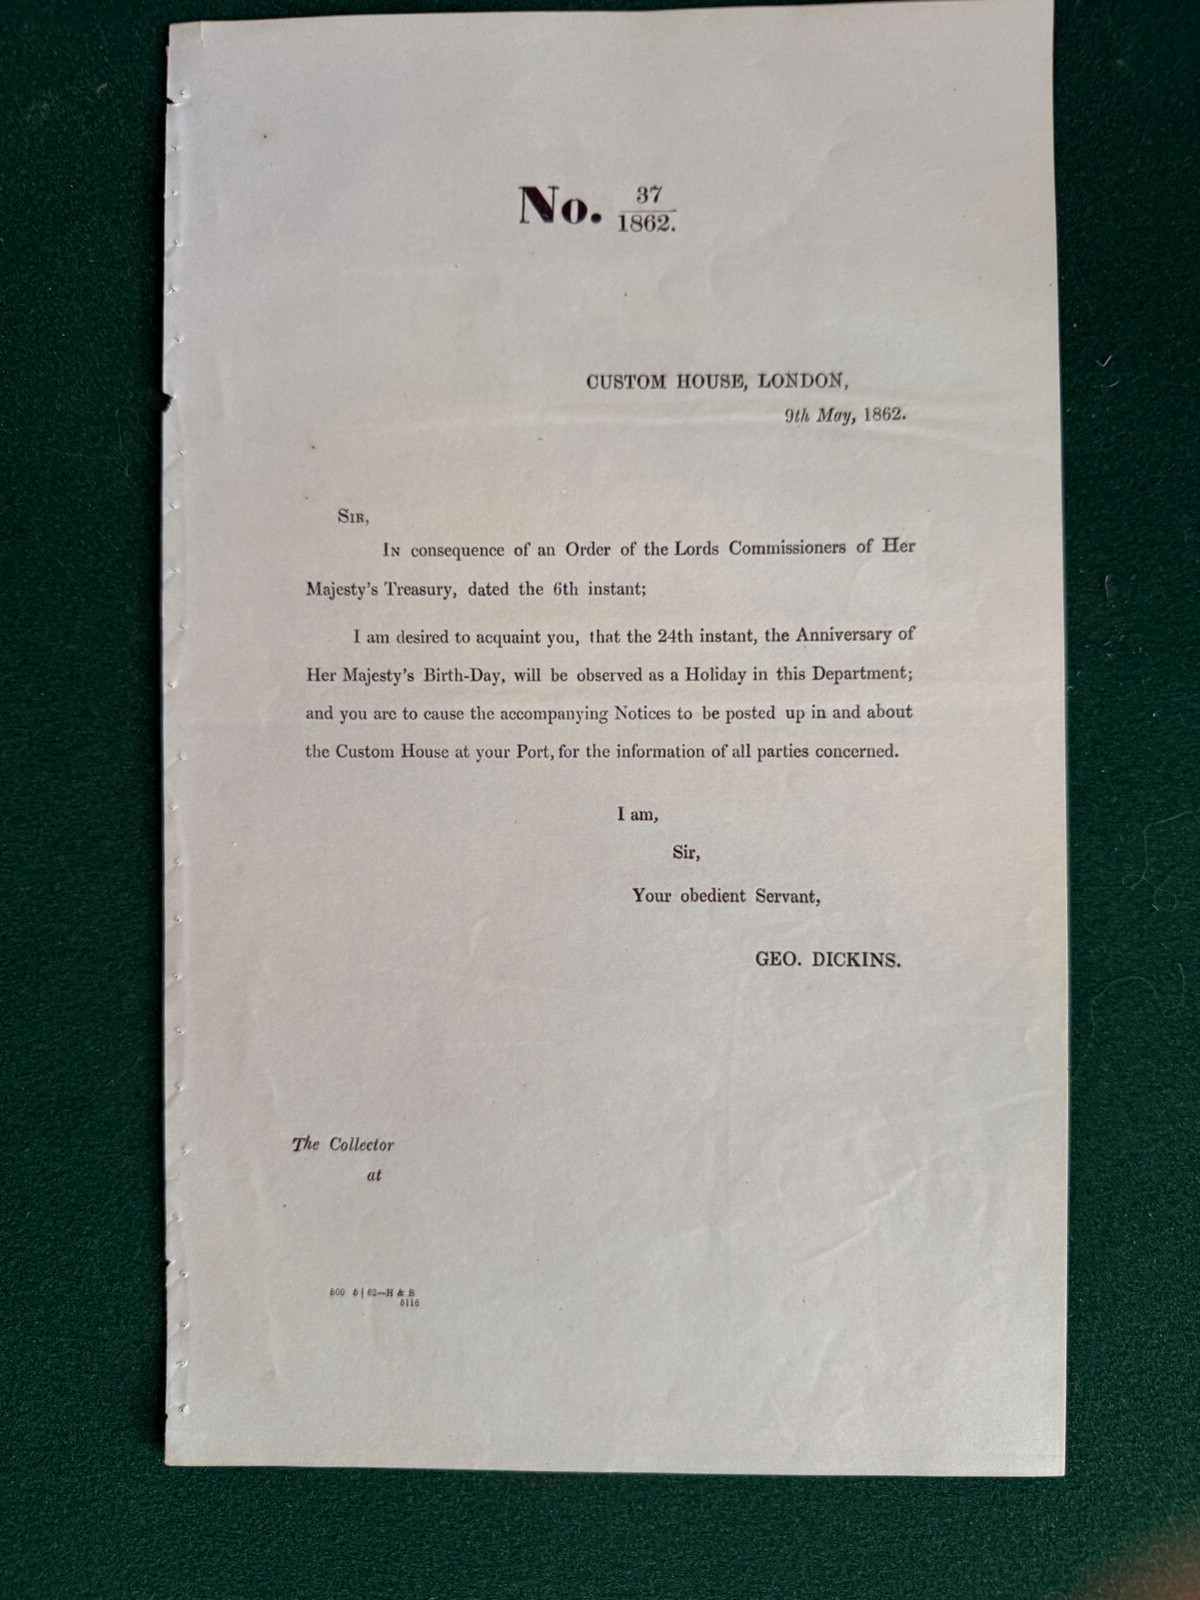 No. 37
1862.
CUSTOM HOUSE, LONDON,
9th May, 1862.
SIR,
IN consequence of an Order of the Lords Commissioners of Her
Majesty's Treasury, dated the 6th instant;
I am desired to acquaint you, that the 24th instant, the Anniversary of
Her Majesty's Birth-Day, will be observed as a Holiday in this Department;
and you are to cause the accompanying Notices to be posted up in and about
the Custom House at your Port, for the information of all parties concerned.
I am,
Sir,
Your obedient Servant,
GEO. DICKINS.
The Collector
at
500 5 | 62—H & S
5116